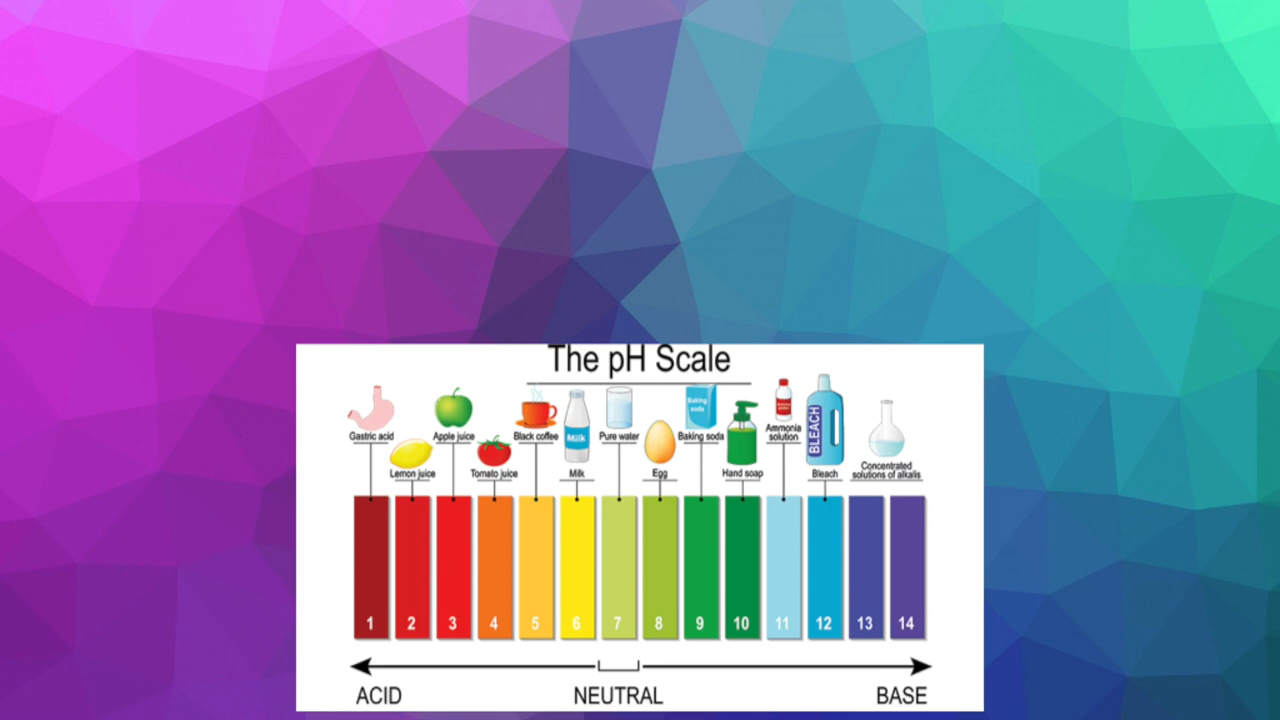 The pH Scale
Gastric acid
Lemon juice
Apple juice
Tomato juice
Black coffee
Milk
Milk
Pure water
Egg
Baking
soda
Baking soda
Hand soap
Ammonia
solution
BLEACH
Bleach
Concentrated
solutions of alkalis
1 2 3 4 5 6 7 8 9 10 11 12 13 14
ACID NEUTRAL BASE